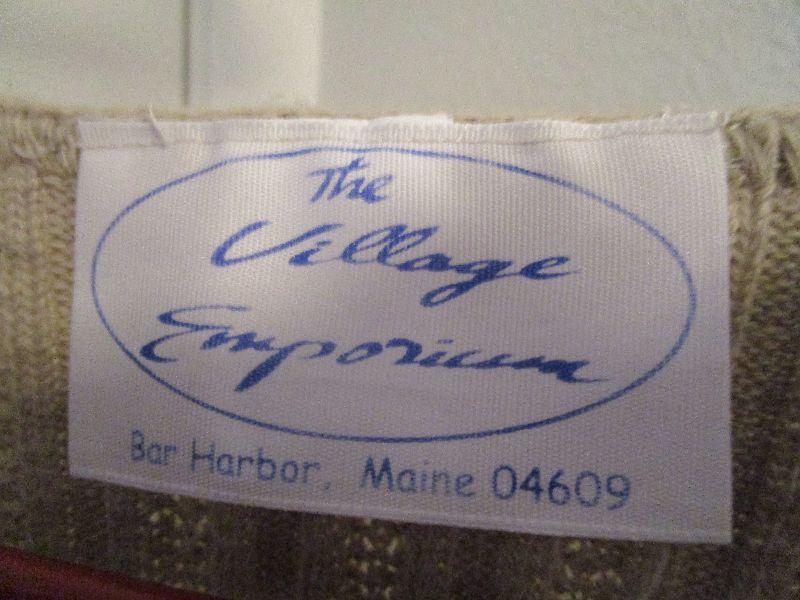 The
Village
Emporium
Bar Harbor, Maine 04609